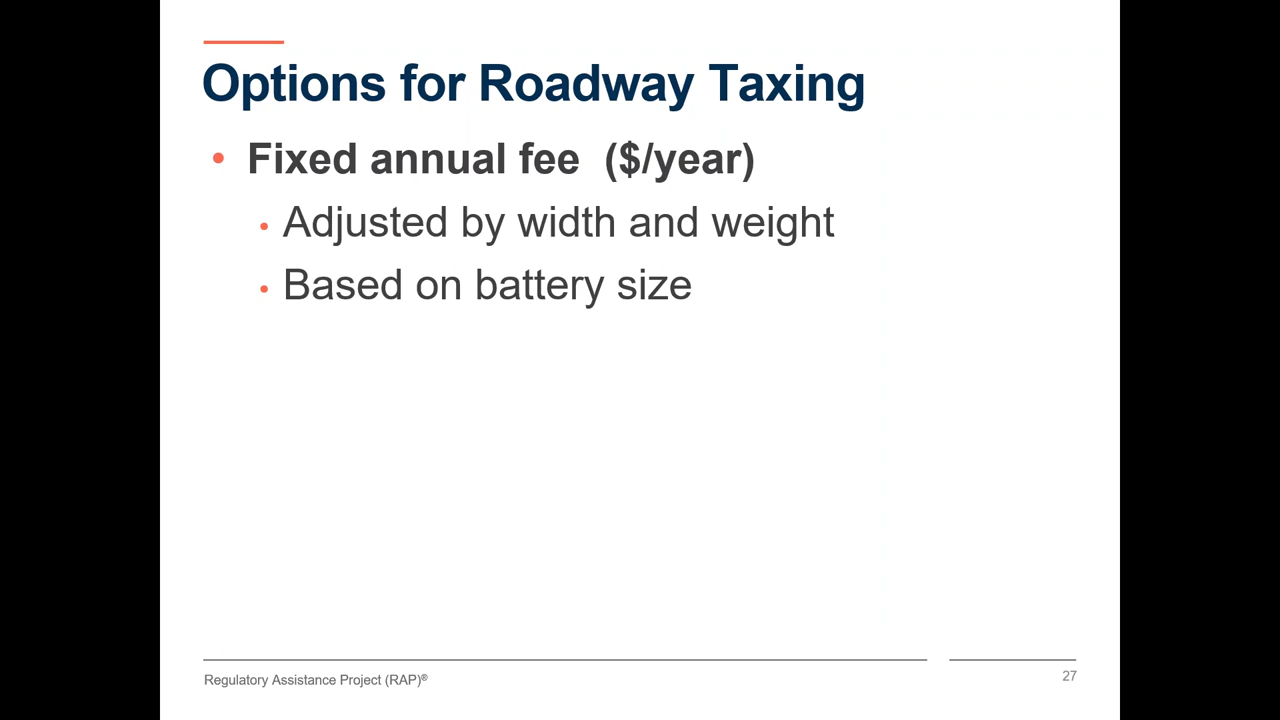 Options for Roadway Taxing
• Fixed annual fee  ($/year)
• Adjusted by width and weight
• Based on battery size
Regulatory Assistance Project (RAP)®
27